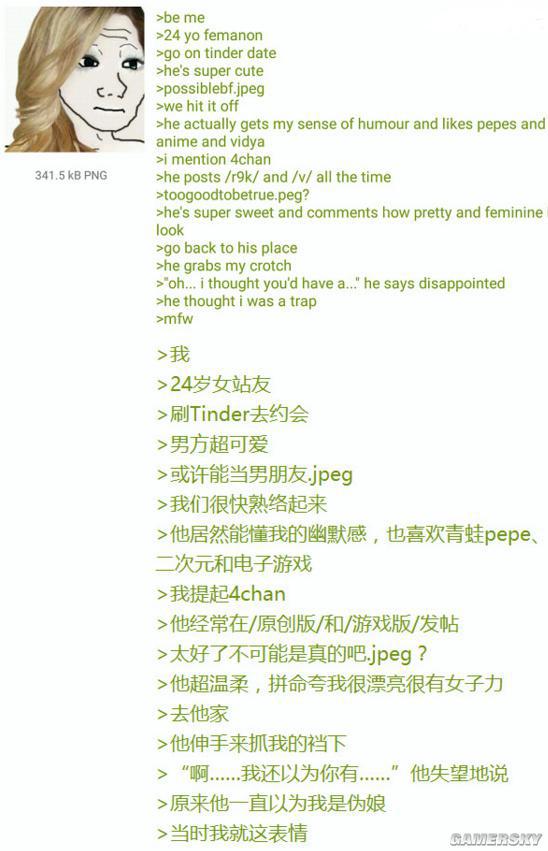 >be me
>24 yo femanon
>go on tinder date
>he's super cute
>possiblebf.jpeg
>we hit it off
>he actually gets my sense of humour and likes pepes and
anime and vidya
>i mention 4chan
>he posts /r9k/ and /v/ all the time
>toogoodtobetrue.peg?
>he's super sweet and comments how pretty and feminine
look
>go back to his place
>he grabs my crotch
>"oh... i thought you'd have a..." he says disappointed
>he thought i was a trap
>mfw
341.5 kB PNG
>我
>24岁女站友
>刷Tinder去约会
>男方超可爱
>或许能当男朋友.jpeg
>我们很快熟络起来
>他居然能懂我的幽默感，也喜欢青蛙pepe、
二次元和电子游戏
>我提起4chan
>他经常在/原创版/和/游戏版/发帖
>太好了不可能是真的吧.jpeg？
>他超温柔，拼命夸我很漂亮很有女子力
>去他家
>他伸手来抓我的裆下
>“啊……我还以为你有……”他失望地说
>原来他一直以为我是伪娘
>当时我就这表情
GAMERSKY